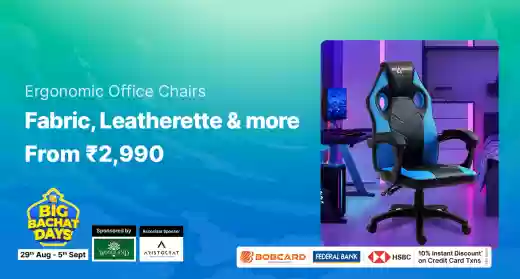 Ergonomic Office Chairs
Fabric, Leatherette & more
From ₹2,990
BIG
BACHAT
DAYS
29th Aug - 5th Sept
Sponsored by
Associate Sponsor
ARISTOCRAT
BOBCARD
FEDERAL BANK
HSBC
10% Instant Discount*
on Credit Card Txns